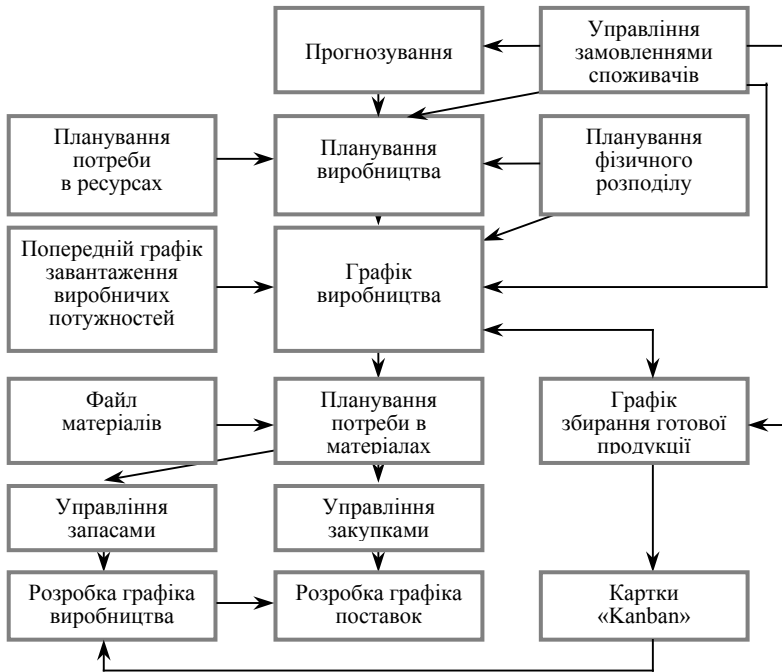 Прогнозування
Управління
замовленнями
споживачів
Планування
потреби
в ресурсах
Планування
виробництва
Планування
фізичного
розподілу
Попередній графік
завантаження
виробничих
потужностей
Графік
виробництва
Файл
матеріалів
Планування
потреби в
матеріалах
Графік
збирання готової
продукції
Управління
запасами
Управління
закупками
Розробка графіка
виробництва
Розробка графіка
поставок
Картки
«Kanban»